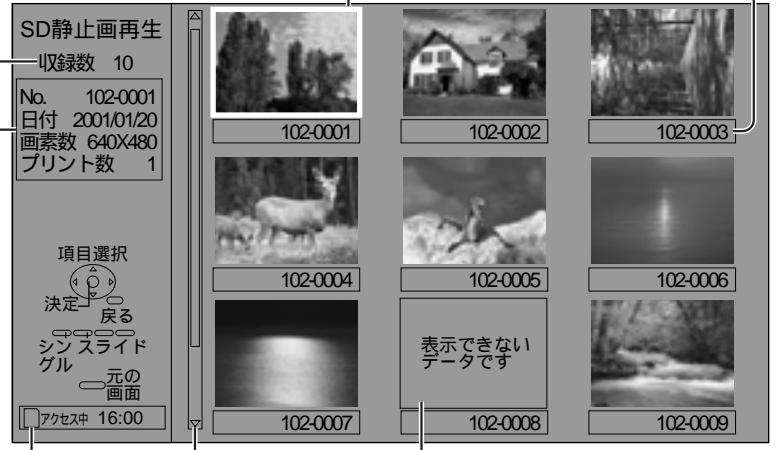 SD静止画再生
収録数 10
No. 102-0001
日付 2001/01/20
画素数 640X480
プリント数 1
項目選択
決定
戻る
シングル スライド
元の画面
アクセス中 16:00
102-0001
102-0002
102-0003
102-0004
102-0005
102-0006
表示できない
データです
102-0007
102-0008
102-0009